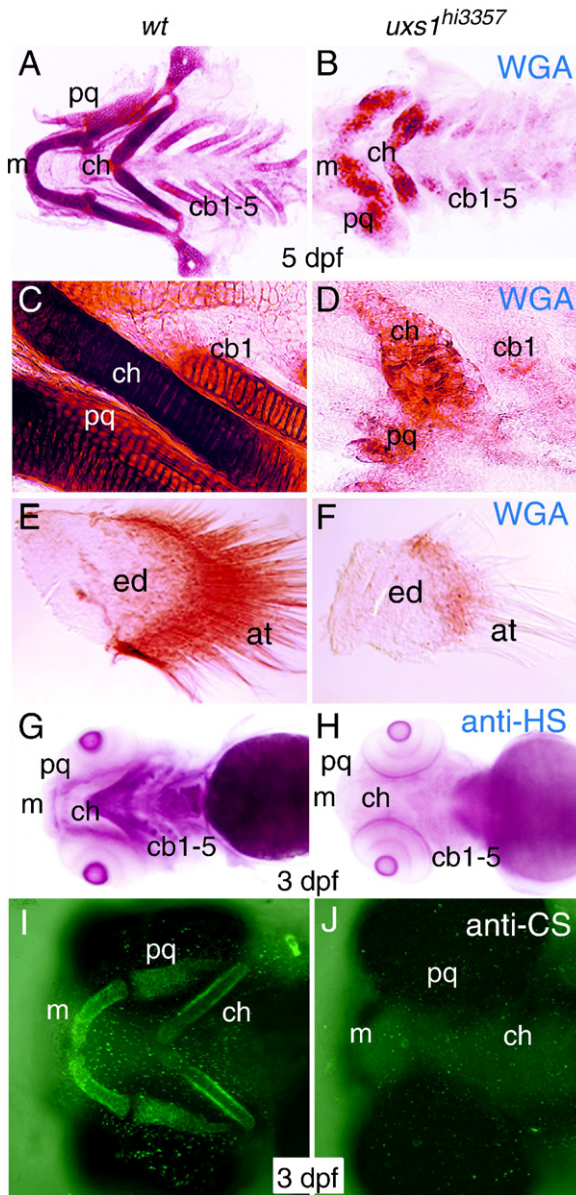 wt uxs1hi3357
A B WGA
pq
m ch m ch
cb1-5 pq cb1-5
5 dpf
C D WGA
cb1 ch cb1
ch
pq pq
E F WGA
ed ed
at at
G H anti-HS
pq pq
m ch m ch
cb1-5 cb1-5
3 dpf
I J anti-CS
pq pq
m ch m ch
3 dpf